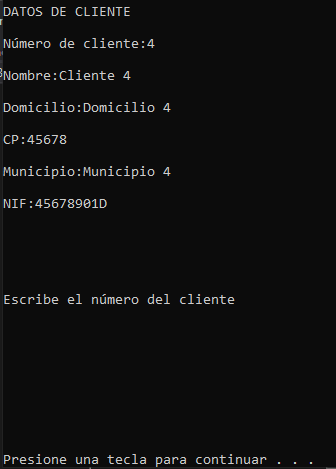 DATOS DE CLIENTE
Número de cliente:4
Nombre:Cliente 4
Domicilio:Domicilio 4
CP:45678
Municipio:Municipio 4
NIF:45678901D
Escribe el número del cliente
Presione una tecla para continuar . . .